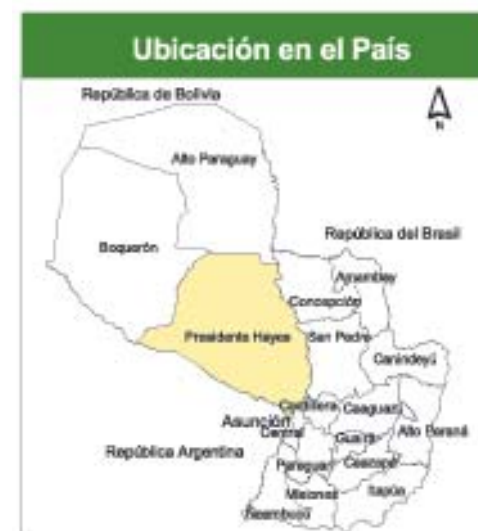 Ubicación en el País
República de Bolivia
N
Alto Paraguay
Boquerón
República del Brasil
Amambay
Concepción
Presidente Hayes
San Pedro
Canindeyú
Cordillera
Caaguazú
Asunción
Central
Guairá
Alto Paraná
República Argentina
Paraguarí
Caazapá
Misiones
Itapúa
Ñeembucú